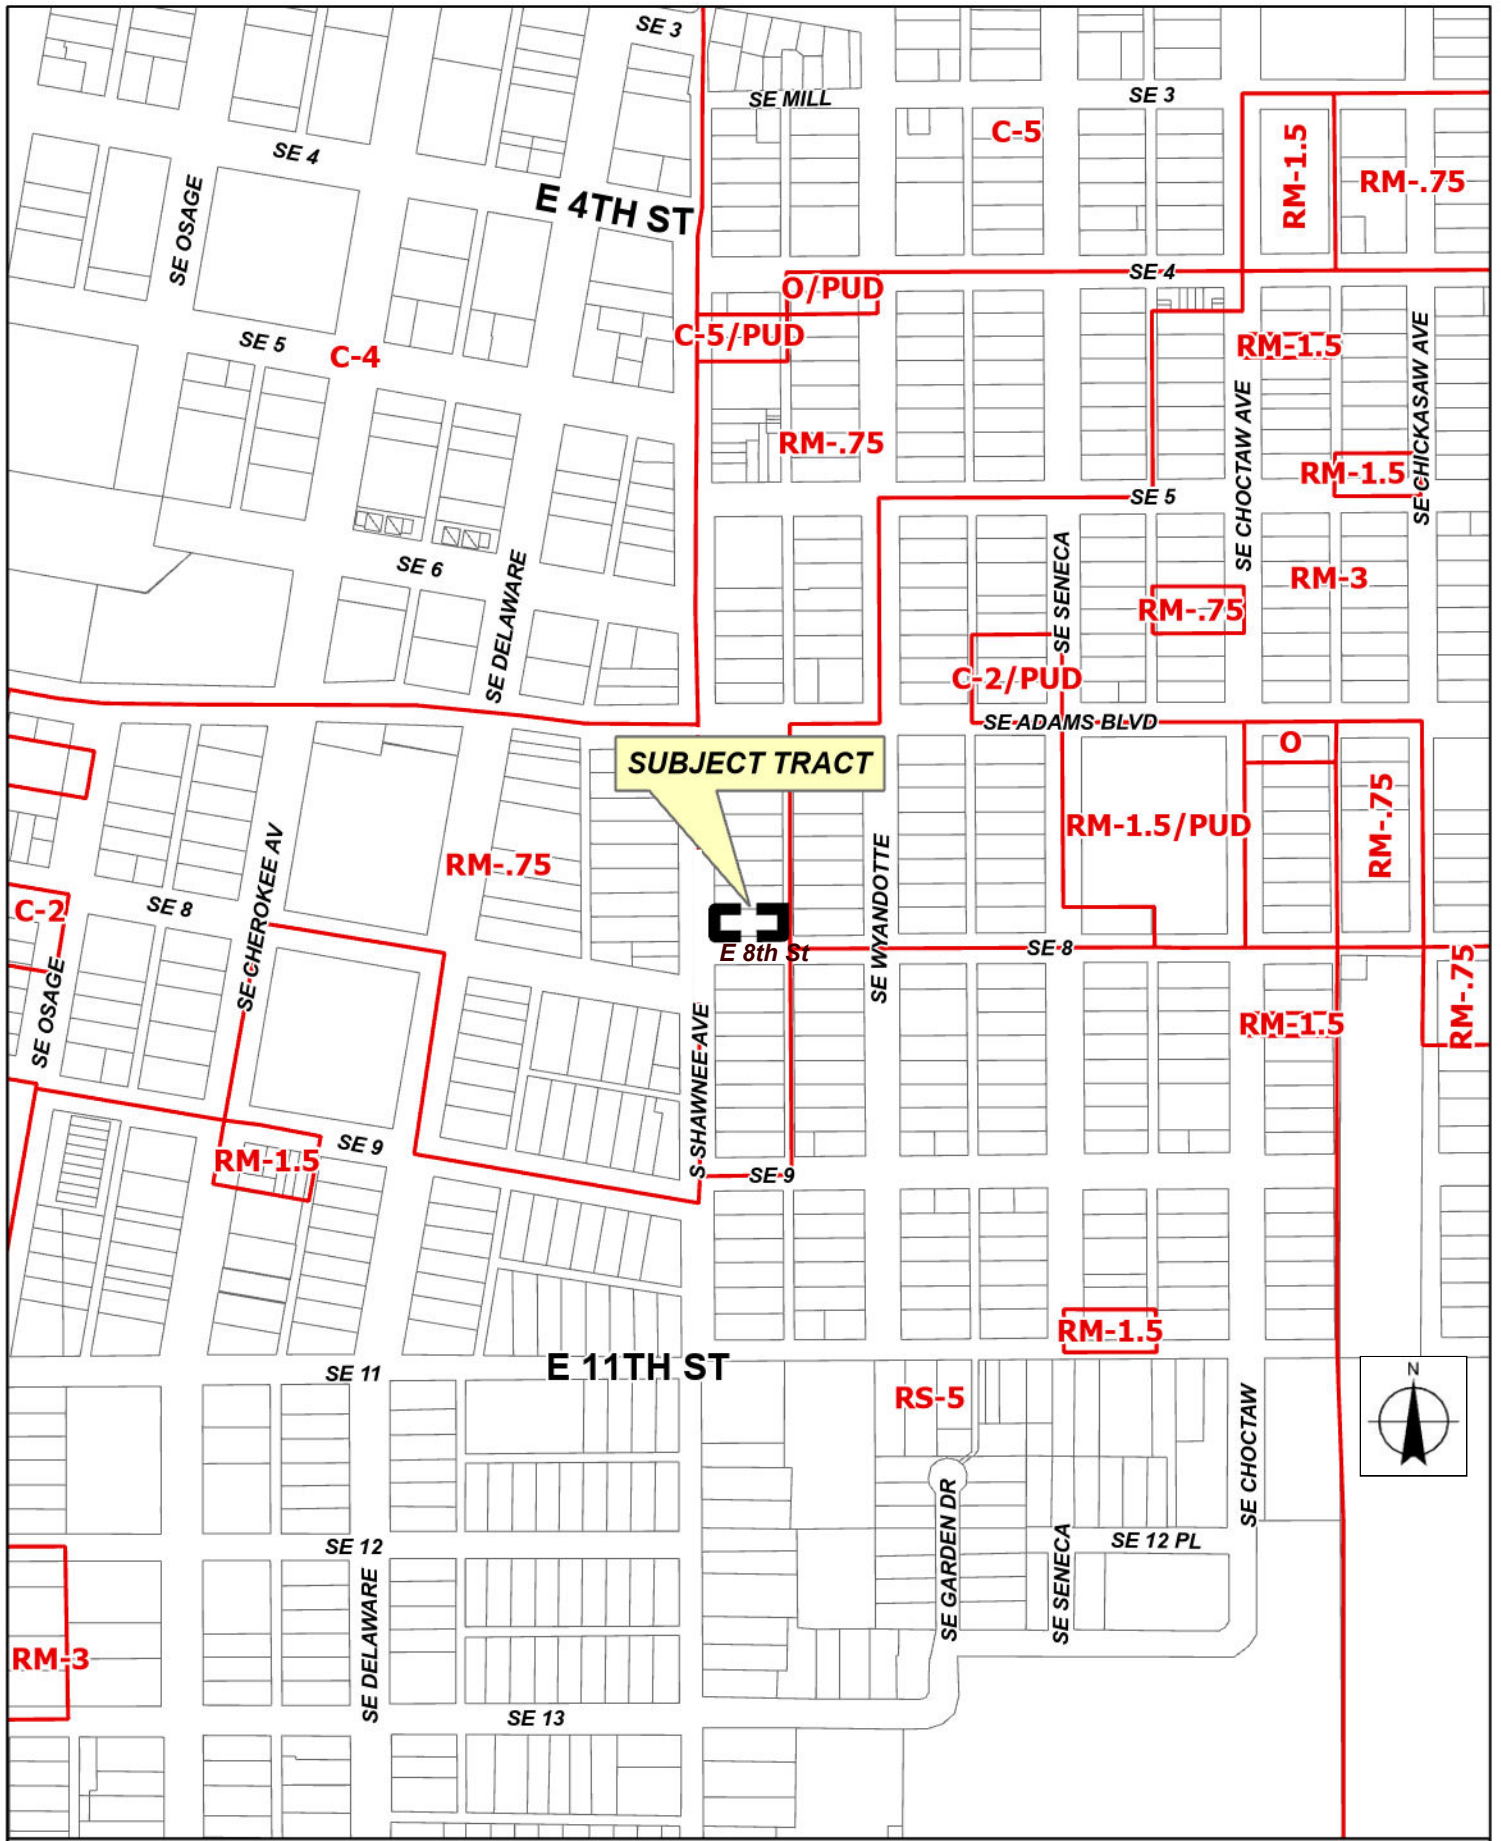 SE 3
SE MILL
SE 3
C-5
RM-1.5
RM-.75
SE 4
SE OSAGE
E 4TH ST
SE 4
O/PUD
C-5/PUD
SE 5
C-4
RM-1.5
SE CHICKASAW AVE
SE CHOCTAW AVE
RM-.75
RM-1.5
SE 5
SE SENECA
SE 6
SE DELAWARE
RM-3
RM-.75
C-2/PUD
SE ADAMS BLVD
O
SUBJECT TRACT
RM-1.5/PUD
RM-.75
SE CHEROKEE AV
RM-.75
SE WYANDOTTE
C-2
SE 8
E 8th St
SE 8
SE OSAGE
RM-.75
RM-1.5
S SHAWNEE AVE
SE 9
RM-1.5
SE 9
RM-1.5
SE 11
E 11TH ST
N
RS-5
SE CHOCTAW
SE GARDEN DR
SE 12
SE SENECA
SE 12 PL
SE DELAWARE
RM-3
SE 13